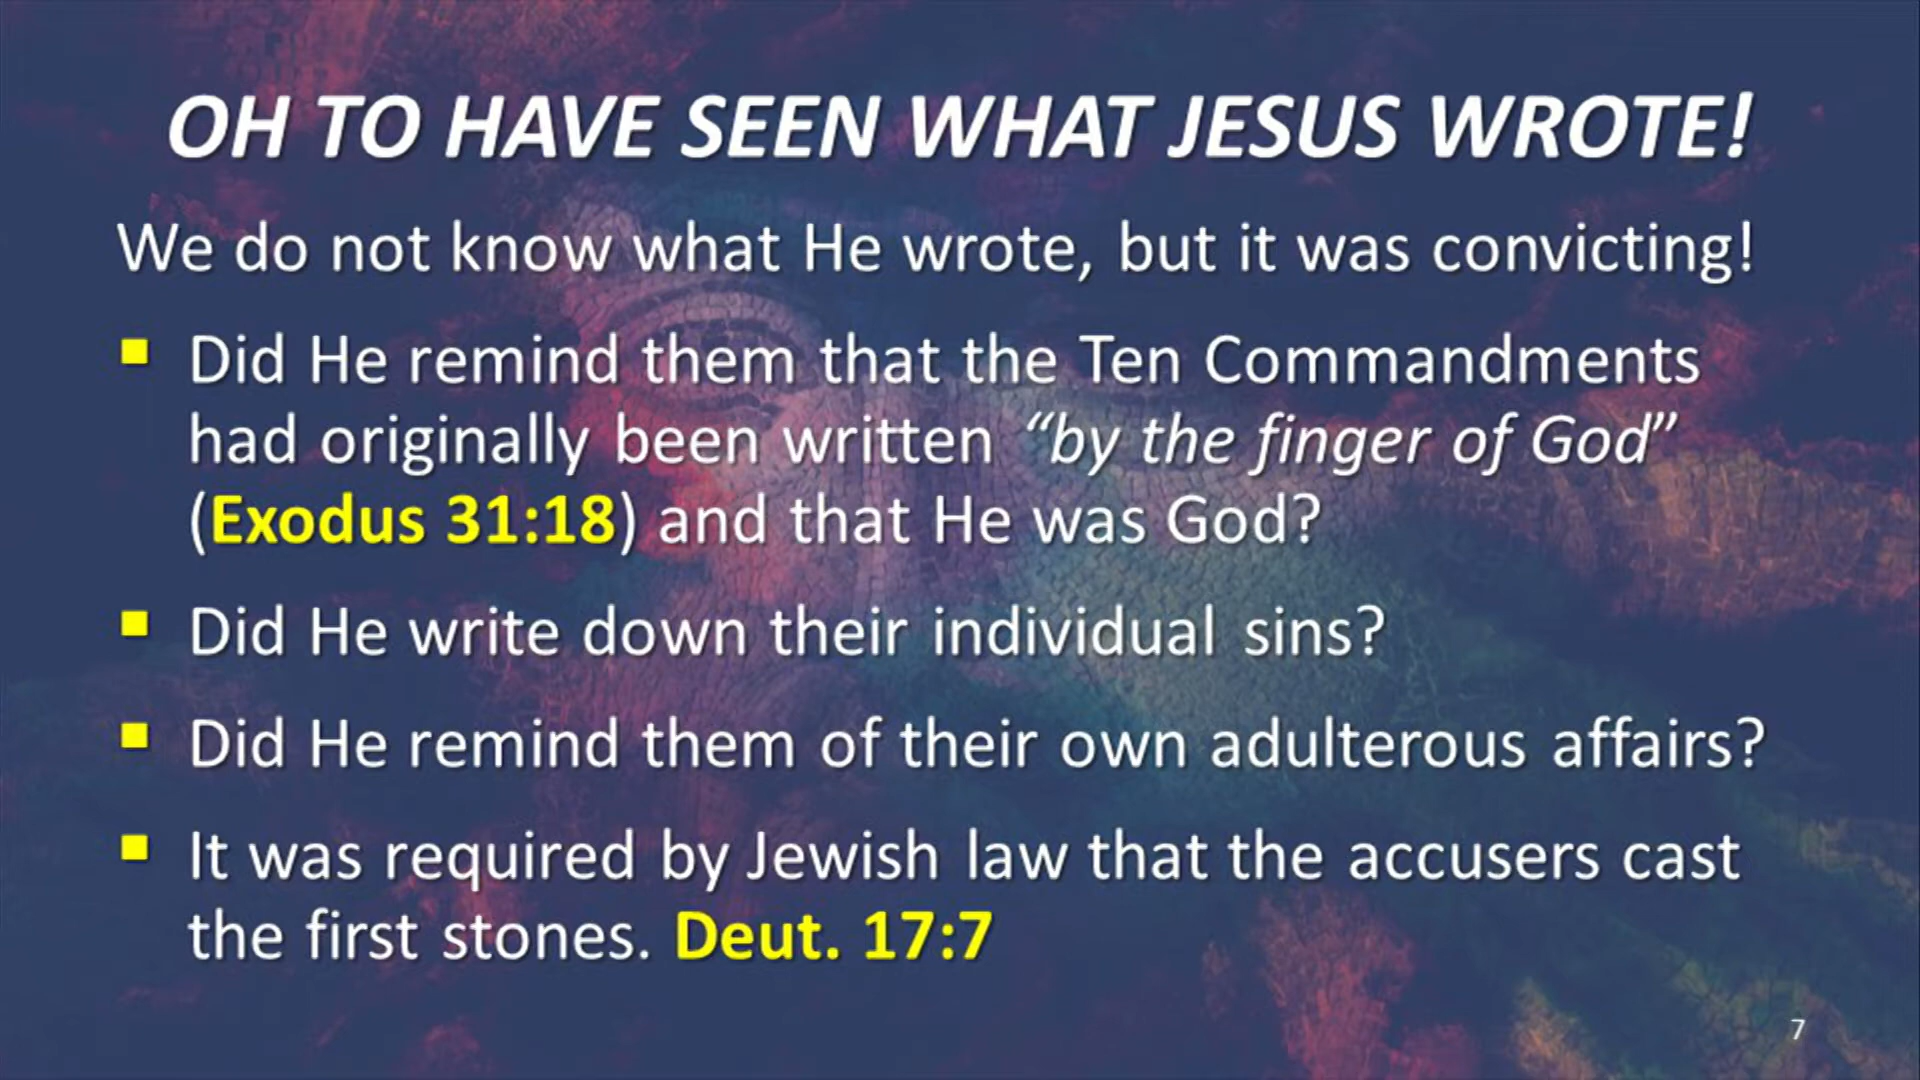 OH TO HAVE SEEN WHAT JESUS WROTE!
We do not know what He wrote, but it was convicting!
▪ Did He remind them that the Ten Commandments
had originally been written “by the finger of God”
(Exodus 31:18) and that He was God?
▪ Did He write down their individual sins?
▪ Did He remind them of their own adulterous affairs?
▪ It was required by Jewish law that the accusers cast
the first stones. Deut. 17:7
7